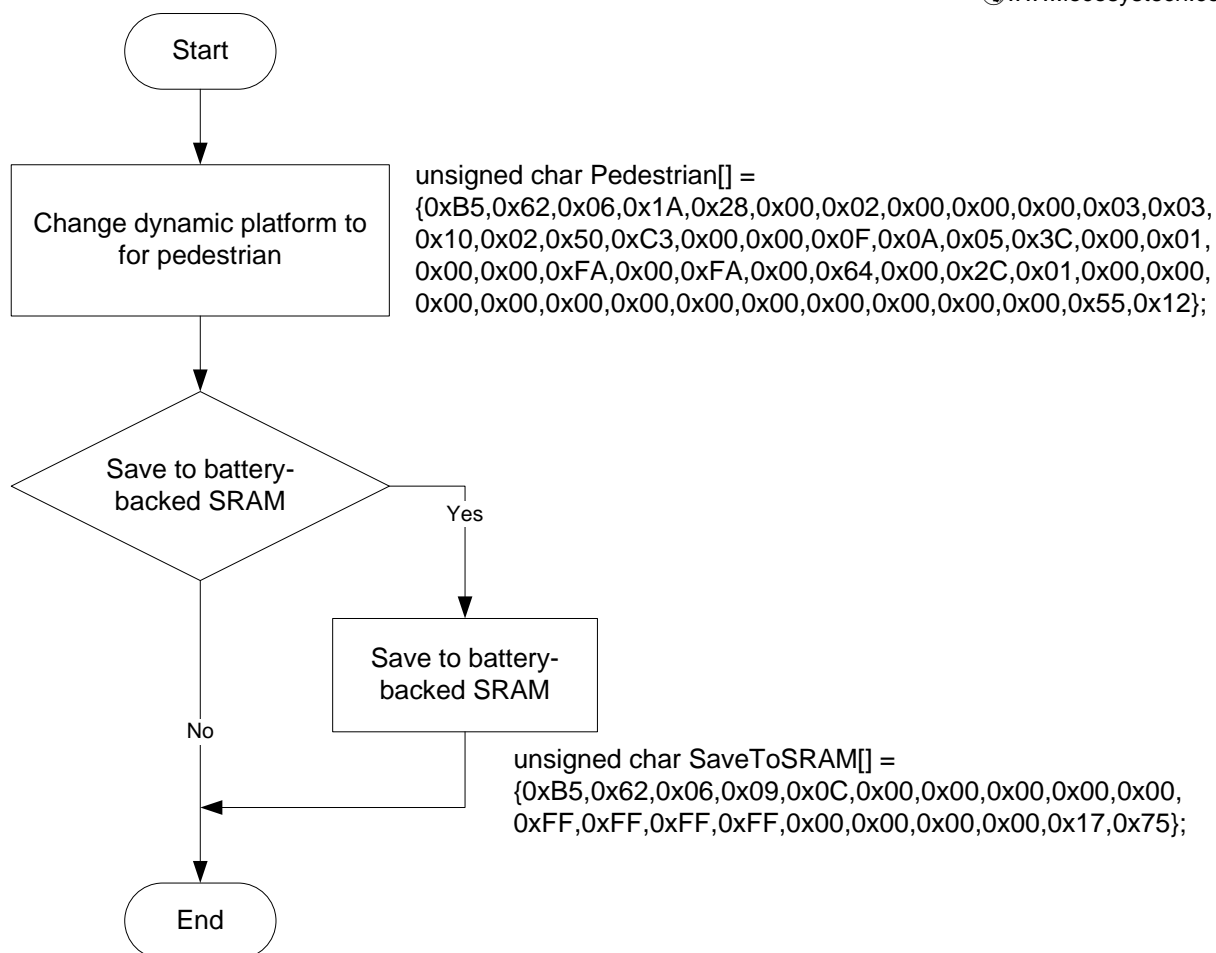 Start
Change dynamic platform to
for pedestrian
unsigned char Pedestrian[] =
{0xB5,0x62,0x06,0x1A,0x28,0x00,0x02,0x00,0x00,0x00,0x03,0x03,
0x10,0x02,0x50,0xC3,0x00,0x00,0x0F,0x0A,0x05,0x3C,0x00,0x01,
0x00,0x00,0xFA,0x00,0xFA,0x00,0x64,0x00,0x2C,0x01,0x00,0x00,
0x00,0x00,0x00,0x00,0x00,0x00,0x00,0x00,0x00,0x00,0x55,0x12};
Save to battery-
backed SRAM
Yes
Save to battery-
backed SRAM
No
unsigned char SaveToSRAM[] =
{0xB5,0x62,0x06,0x09,0x0C,0x00,0x00,0x00,0x00,0x00,
0xFF,0xFF,0xFF,0xFF,0x00,0x00,0x00,0x00,0x17,0x75};
End